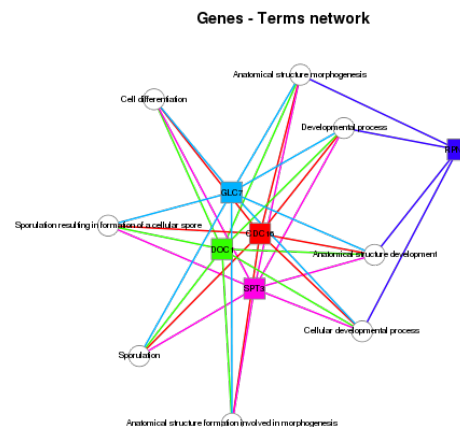 Genes - Terms network
Anatomical structure morphogenesis
Cell differentiation
Developmental process
GLC7
Sporulation resulting in formation of a cellular spore
DOC1
Anatomical structure development
SPT3
Cellular developmental process
Sporulation
Anatomical structure formation involved in morphogenesis